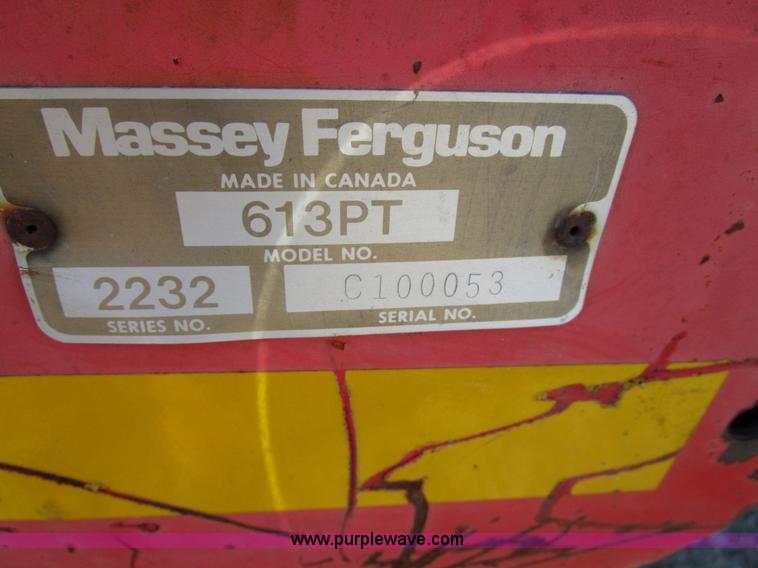 Massey Ferguson
MADE IN CANADA
613PT
MODEL NO.
2232 C100053
SERIES NO. SERIAL NO.
www.purplewave.com